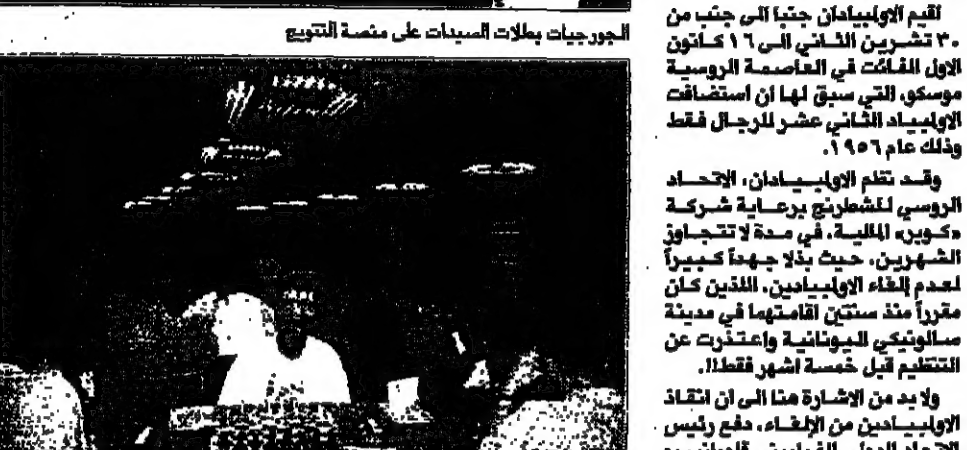 الجورجيات بطلات السيدات على منصة التتويج
اقيم الاولمبيادان جنبا الى جنب من
٣٠ تشرين الثاني الى ١٦ كانون
الاول الفائت في العاصمة الروسية
موسكو، التي سبق لها ان استضافت
الاولمبياد الثاني عشر للرجال فقط
وذلك عام ١٩٥٦.
وقد نظم الاولمبيادان، الاتحاد
الروسي للشطرنج برعاية شركة
«كوبر» المالية، في مدة لا تتجاوز
الشهرين، حيث بذلا جهداً كبيراً
لعدم إلغاء الاولمبيادين، اللذين كان
مقرراً منذ سنتين اقامتهما في مدينة
سالونيكي اليونانية واعتذرت عن
التنظيم قبل خمسة اشهر فقط!!.
ولا بد من الاشارة هنا الى ان انقاذ
الاولمبيادين من الإلغاء، دفع رئيس